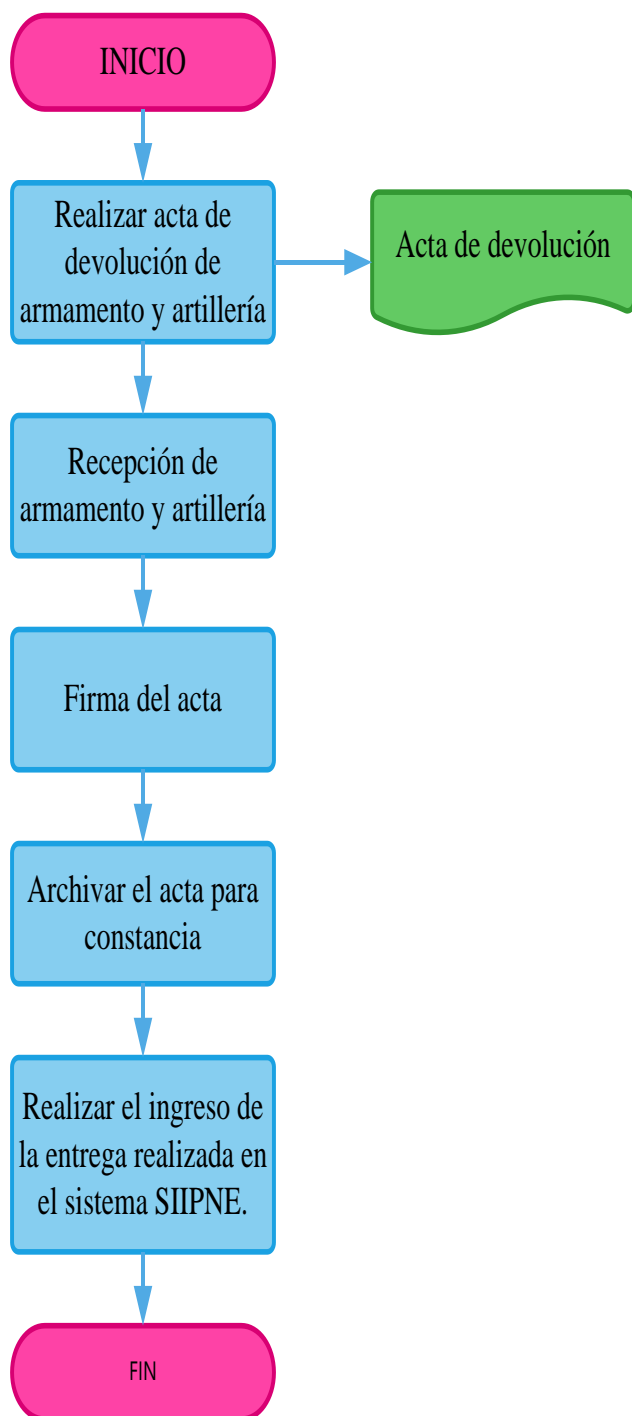 INICIO
Realizar acta de
devolución de
armamento y artillería
Acta de devolución
Recepción de
armamento y artillería
Firma del acta
Archivar el acta para
constancia
Realizar el ingreso de
la entrega realizada en
el sistema SIIPNE.
FIN